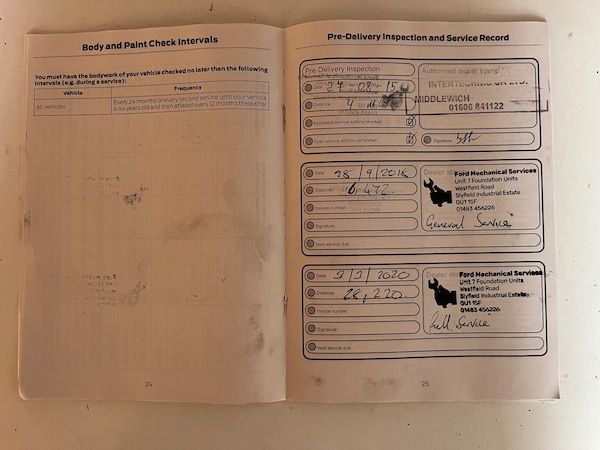 Body and Paint Check Intervals
You must have the bodywork of your vehicle checked no later than the following
intervals (e.g. during a service):
Vehicle Frequency
All vehicles Every 24 months or every second service until your vehicle
is six years old and then at least every 12 months thereafter
24
Pre-Delivery Inspection and Service Record
Pre Delivery Inspection
Date: 27-08-15
Distance: 4
Applicable service actions checked
Open service actions completed
Authorised dealer stamp
MIDDLEWICH
01606 841122
Signature:
Date: 28/9/2018
Distance:
Invoice number:
Signature:
Next service due:
Dealer
Ford Mechanical Services
Unit 7 Foundation Units
Westfield Road
Slyfield Industrial Estate
GU1 1SF
01483 456226
General Service
Date: 3/3/2020
Distance: 28,220.
Invoice number:
Signature:
Next service due:
Dealer
Ford Mechanical Services
Unit 7 Foundation Units
Westfield Road
Slyfield Industrial Estate
GU1 1SF
01483 456226
Full Service
25